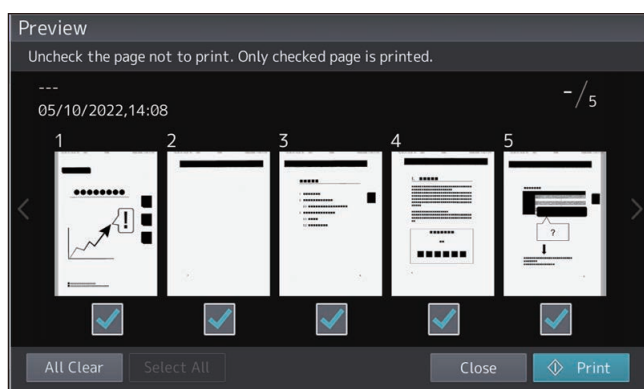 Preview
Uncheck the page not to print. Only checked page is printed.
---
05/10/2022,14:08
-/5
1 2 3 4 5
!
?
All Clear Select All Close Print